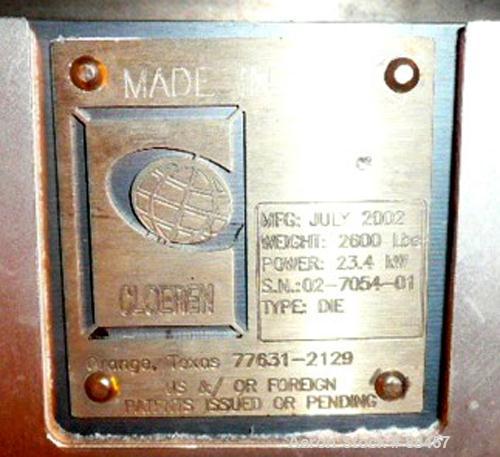 MADE IN
CLOEREN
MFG: JULY 2002
WEIGHT: 2600 Lbs
POWER: 23.4 kW
S.N.:02-7054-01
TYPE: DIE
Orange, Texas 77631-2129
US &/ OR FOREIGN
PATENTS ISSUED OR PENDING